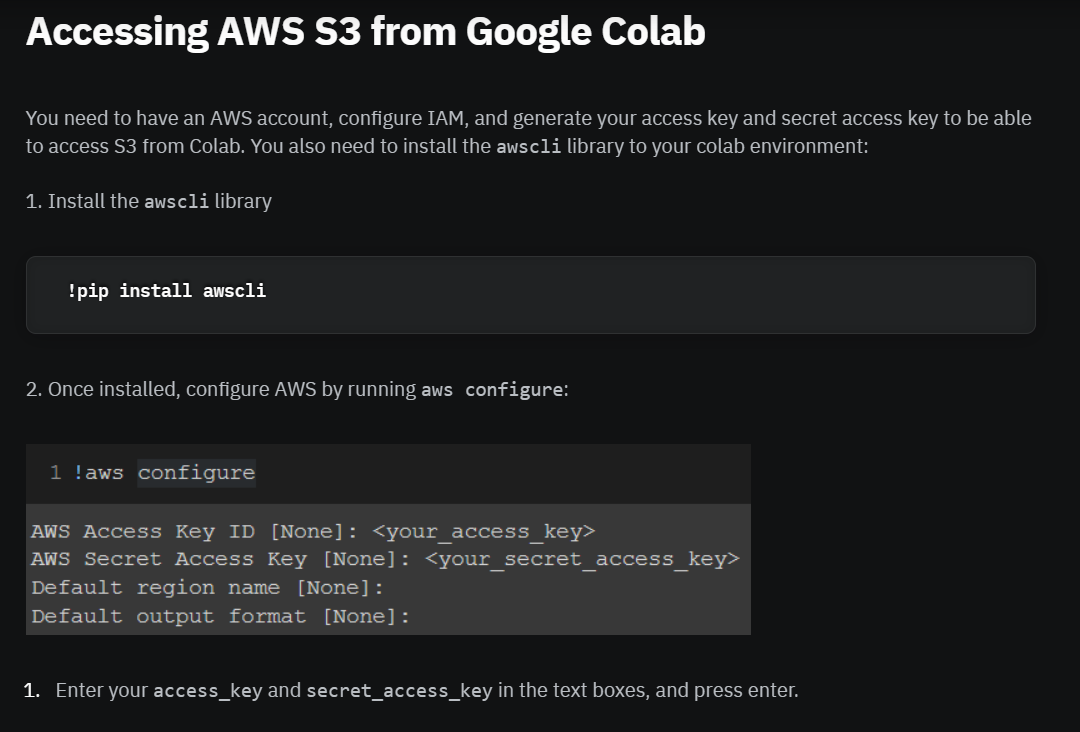 Accessing AWS S3 from Google Colab
You need to have an AWS account, configure IAM, and generate your access key and secret access key to be able
to access S3 from Colab. You also need to install the awscli library to your colab environment:
1. Install the awscli library
!pip install awscli
2. Once installed, configure AWS by running aws configure:
1 !aws configure
AWS Access Key ID [None]: <your_access_key>
AWS Secret Access Key [None]: <your_secret_access_key>
Default region name [None]:
Default output format [None]:
1. Enter your access_key and secret_access_key in the text boxes, and press enter.